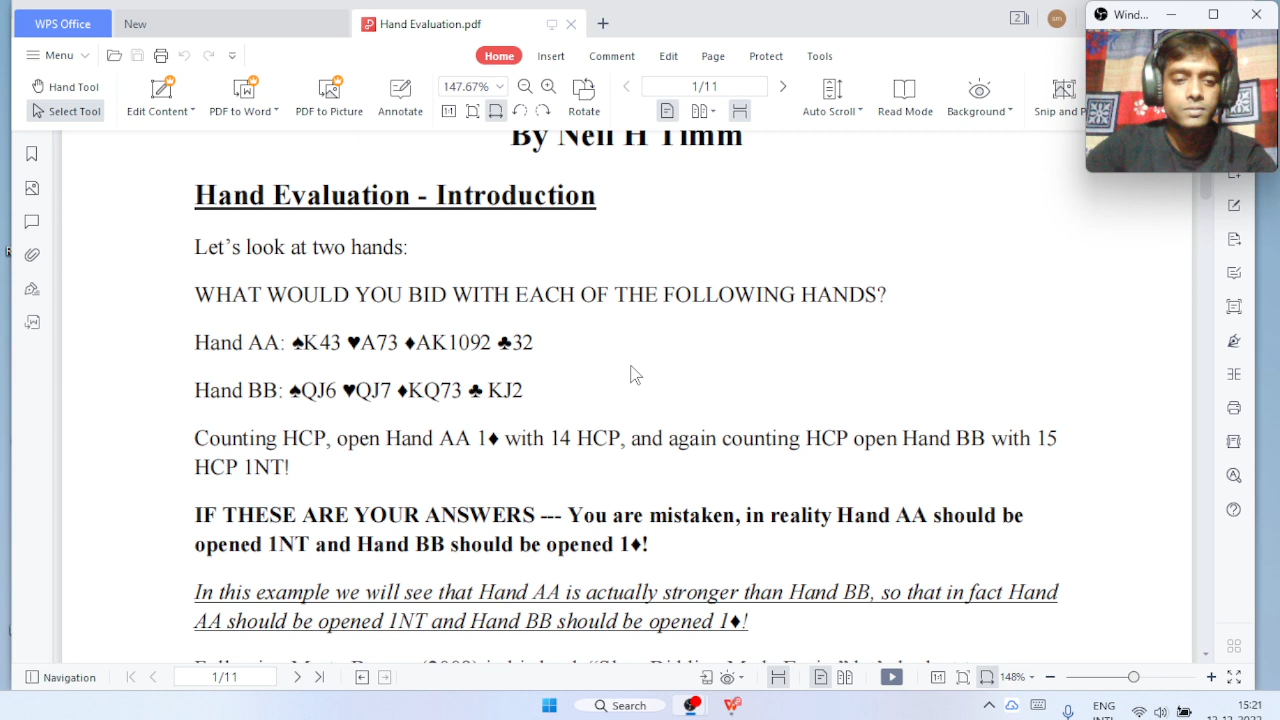 WPS Office
New
Hand Evaluation.pdf
2
sm
Wind...
Menu
Home
Insert
Comment
Edit
Page
Protect
Tools
Hand Tool
Select Tool
Edit Content
PDF to Word
PDF to Picture
Annotate
147.67%
1/11
Rotate
Auto Scroll
Read Mode
Background
Snip and
By Neil H Timm
Hand Evaluation - Introduction
Let's look at two hands:
WHAT WOULD YOU BID WITH EACH OF THE FOLLOWING HANDS?
Hand AA: ♠K43 ♥A73 ♦AK1092 ♣32
Hand BB: ♠QJ6 ♥QJ7 ♦KQ73 ♣ KJ2
Counting HCP, open Hand AA 1♦ with 14 HCP, and again counting HCP open Hand BB with 15
HCP 1NT!
IF THESE ARE YOUR ANSWERS --- You are mistaken, in reality Hand AA should be
opened 1NT and Hand BB should be opened 1♦!
In this example we will see that Hand AA is actually stronger than Hand BB, so that in fact Hand
AA should be opened 1NT and Hand BB should be opened 1♦!
Navigation
1/11
148%
Search
ENG
INTL
15:21